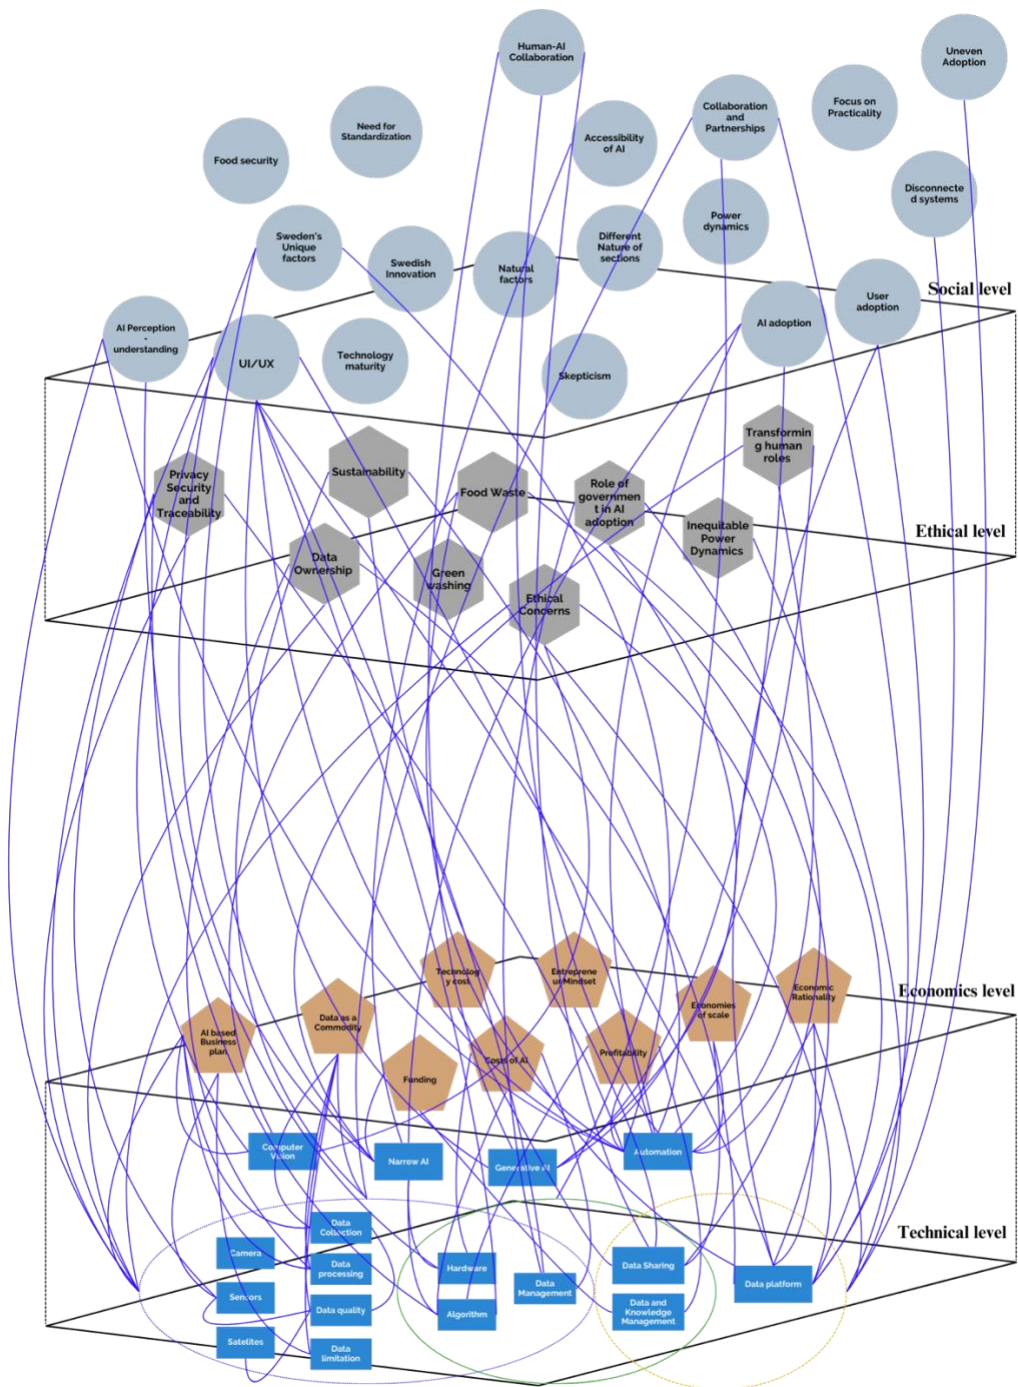 Human-AI
Collaboration
Uneven
Adoption
Collaboration
and
Partnerships
Focus on
Practicality
Need for
Standardization
Accessibility
of AI
Food security
Disconnecte
d systems
Power
dynamics
Sweden's
Unique
factors
Different
Nature of
sections
Swedish
Innovation
Natural
factors
Social level
User
adoption
AI Perception
-
understanding
AI adoption
UI/UX
Technology
maturity
Skepticism
Transformin
g human
roles
Sustainability
Privacy
Security
and
Traceability
Food Waste
Role of
governmen
t in AI
adoption
Ethical level
Inequitable
Power
Dynamics
Data
Ownership
Green
washing
Ethical
Concerns
Technolog
y cost
Entreprene
ur Mindset
Economic
Rationality
Economics level
Economies
of scale
Data as a
Commodity
AI based
Business
plan
Costs of AI
Profitability
Funding
Computer
Vision
Narrow AI
Generative AI
Automation
Technical level
Data
Collection
Camera
Data
processing
Hardware
Data Sharing
Data
Management
Data platform
Sensors
Data quality
Algorithm
Data and
Knowledge
Management
Satelites
Data
limitation